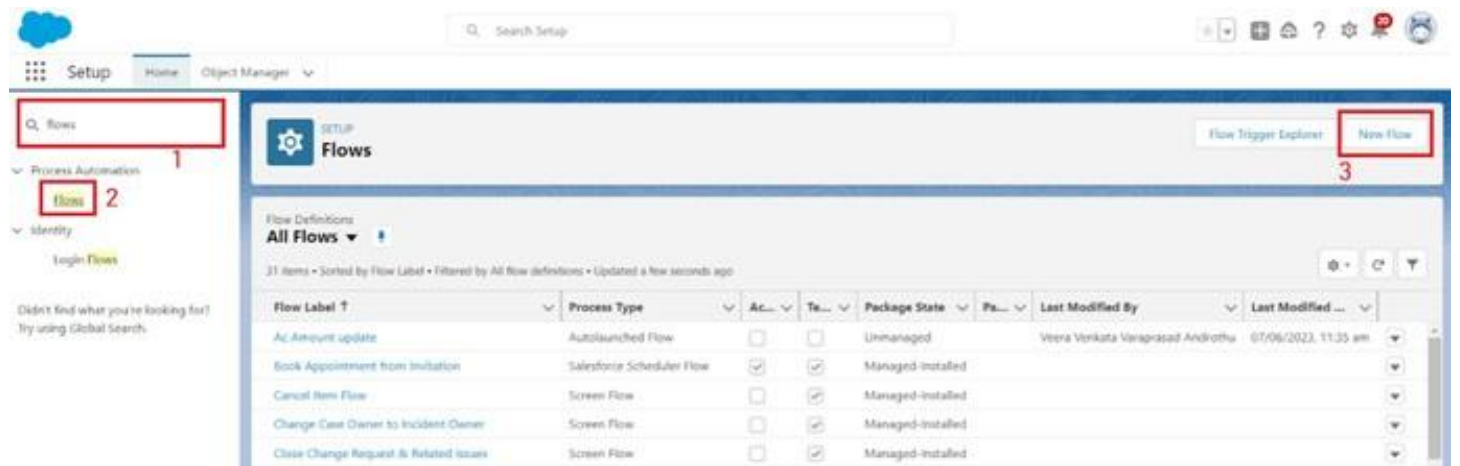 Search Setup
20
Setup Home Object Manager
flows
1
Process Automation
flows
2
Identity
Login Flows
Didn't find what you're looking for?
Try using Global Search.
SETUP
Flows
Flow Trigger Explorer
New Flow
3
Flow Definitions
All Flows
31 items • Sorted by Flow Label • Filtered by All flow definitions • Updated a few seconds ago
Flow Label ↑ Process Type Ac... Te... Package State Pa... Last Modified By Last Modified ...
Ac Amount update Autolaunched Flow Unmanaged Veera Venkata Varaprasad Androthu 07/06/2023, 11:35 am
Book Appointment from Invitation Salesforce Scheduler Flow Managed-Installed
Cancel Item Flow Screen Flow Managed-Installed
Change Case Owner to Incident Owner Screen Flow Managed-Installed
Close Change Request & Related Issues Screen Flow Managed-Installed